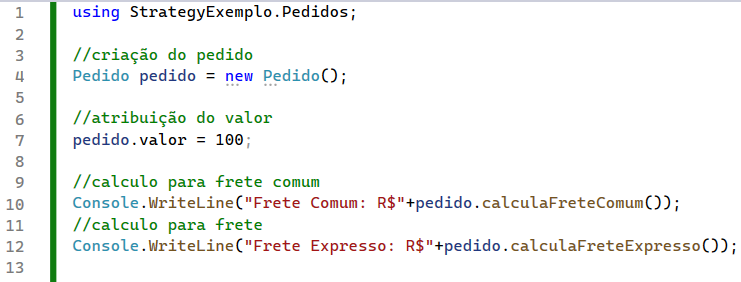 1 using StrategyExemplo.Pedidos;
2
3 //criação do pedido
4 Pedido pedido = new Pedido();
5
6 //atribuição do valor
7 pedido.valor = 100;
8
9 //calculo para frete comum
10 Console.WriteLine("Frete Comum: R$"+pedido.calculaFreteComum());
11 //calculo para frete
12 Console.WriteLine("Frete Expresso: R$"+pedido.calculaFreteExpresso());
13